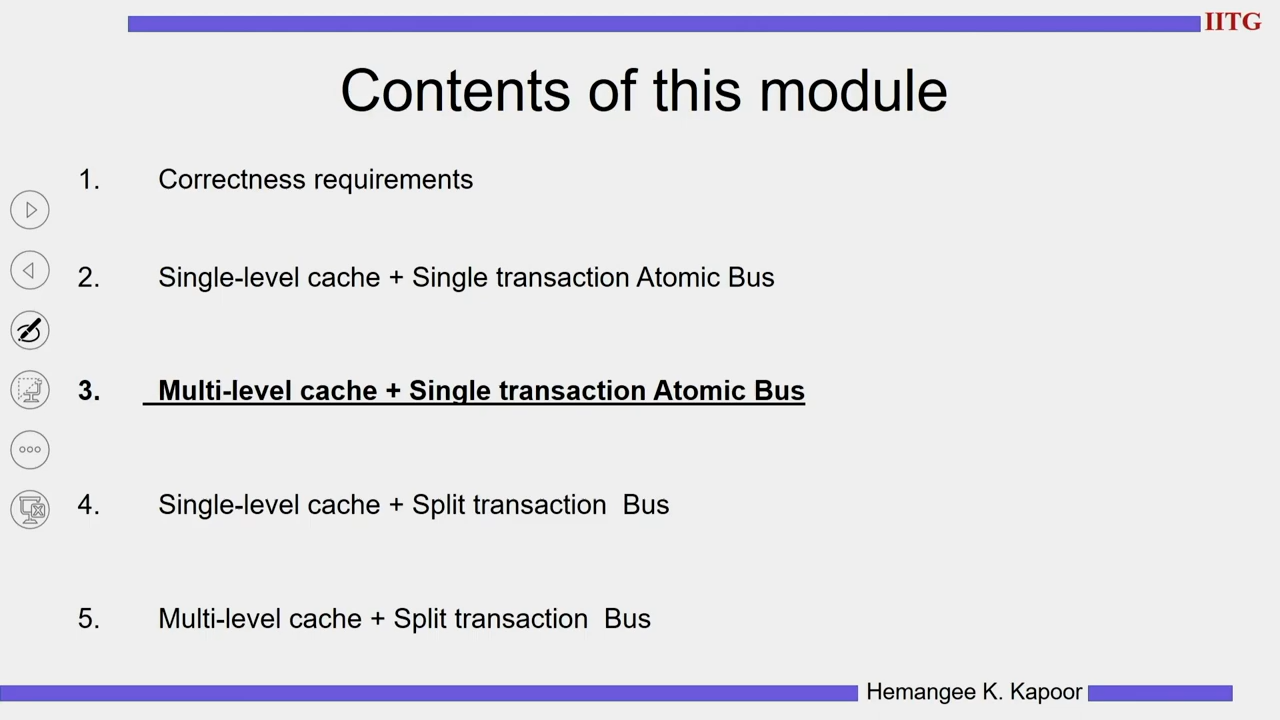 IITG
Contents of this module
1. Correctness requirements
2. Single-level cache + Single transaction Atomic Bus
3. Multi-level cache + Single transaction Atomic Bus
4. Single-level cache + Split transaction Bus
5. Multi-level cache + Split transaction Bus
Hemangee K. Kapoor